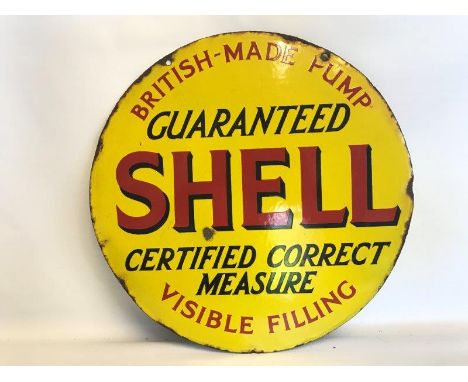 BRITISH-MADE PUMP
GUARANTEED
SHELL
CERTIFIED CORRECT
MEASURE
VISIBLE FILLING